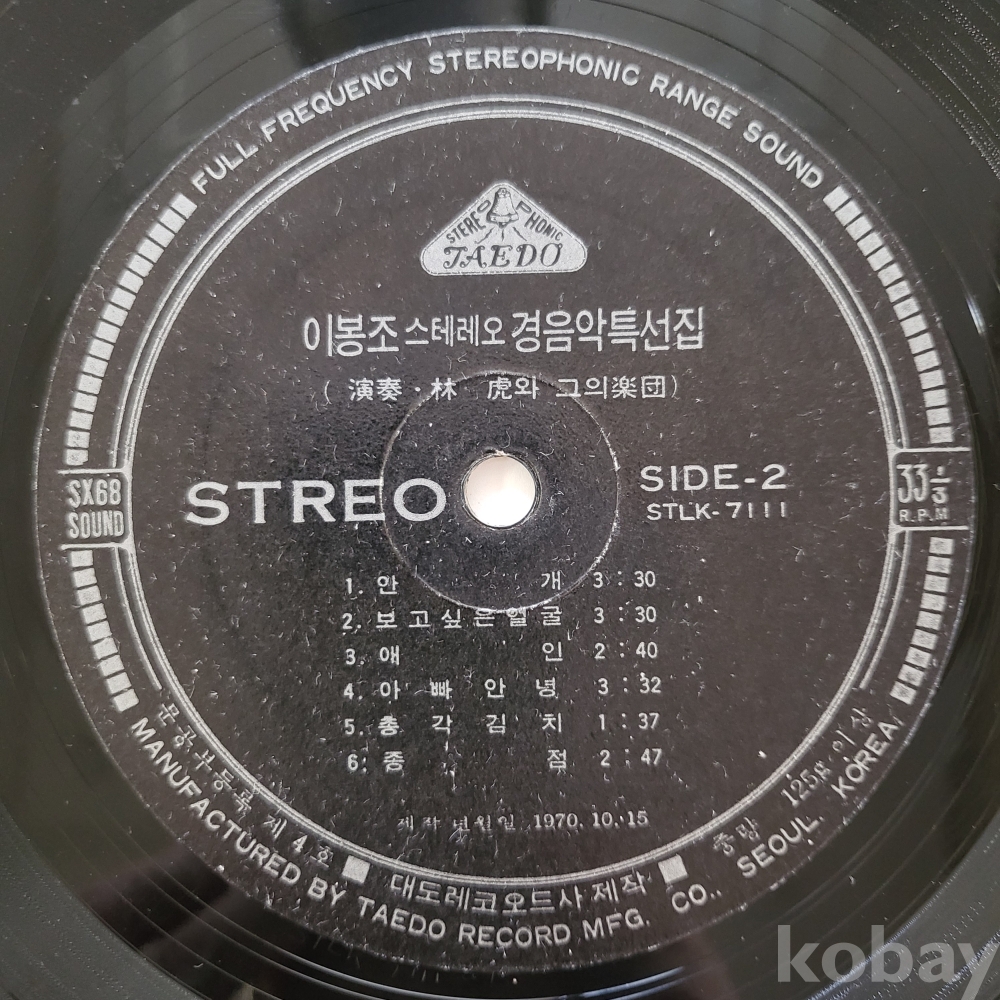 FULL FREQUENCY STEREOPHONIC RANGE SOUND
STEREOPHONIC
TAEDO
이봉조 스테레오 경음악특선집
( 演奏 · 林 虎와 그의 楽団 )
SX68 SOUND
STREO
SIDE-2
STLK-7111
33 1/3 R.P.M
1. 안 개 3 : 30
2. 보고싶은얼굴 3 : 30
3. 애 인 2 : 40
4. 아 빠 안 녕 3 : 32
5. 총 각 김 치 1 : 37
6. 종 점 2 : 47
제작년월일 1970. 10. 15
문공부등록 제 4 호
대도레코오드사 제작
중량 125g 이상
MANUFACTURED BY TAEDO RECORD MFG. CO., SEOUL, KOREA
kobay